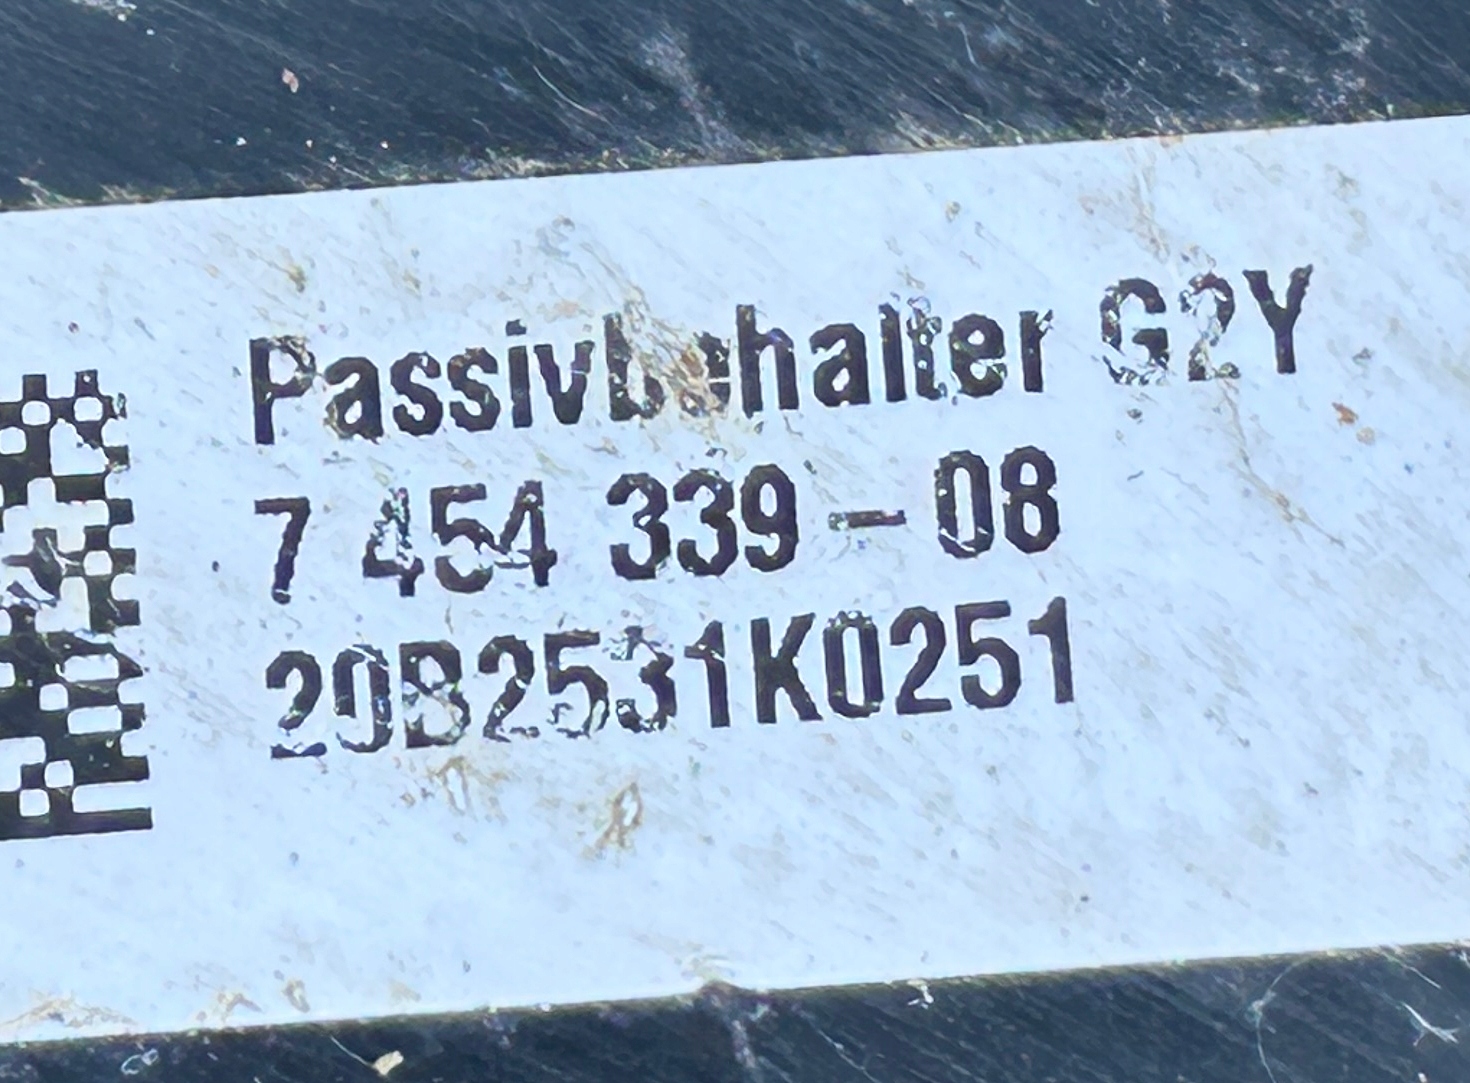 Passivbehalter G2Y
7 454 339 - 08
20B2531K0251